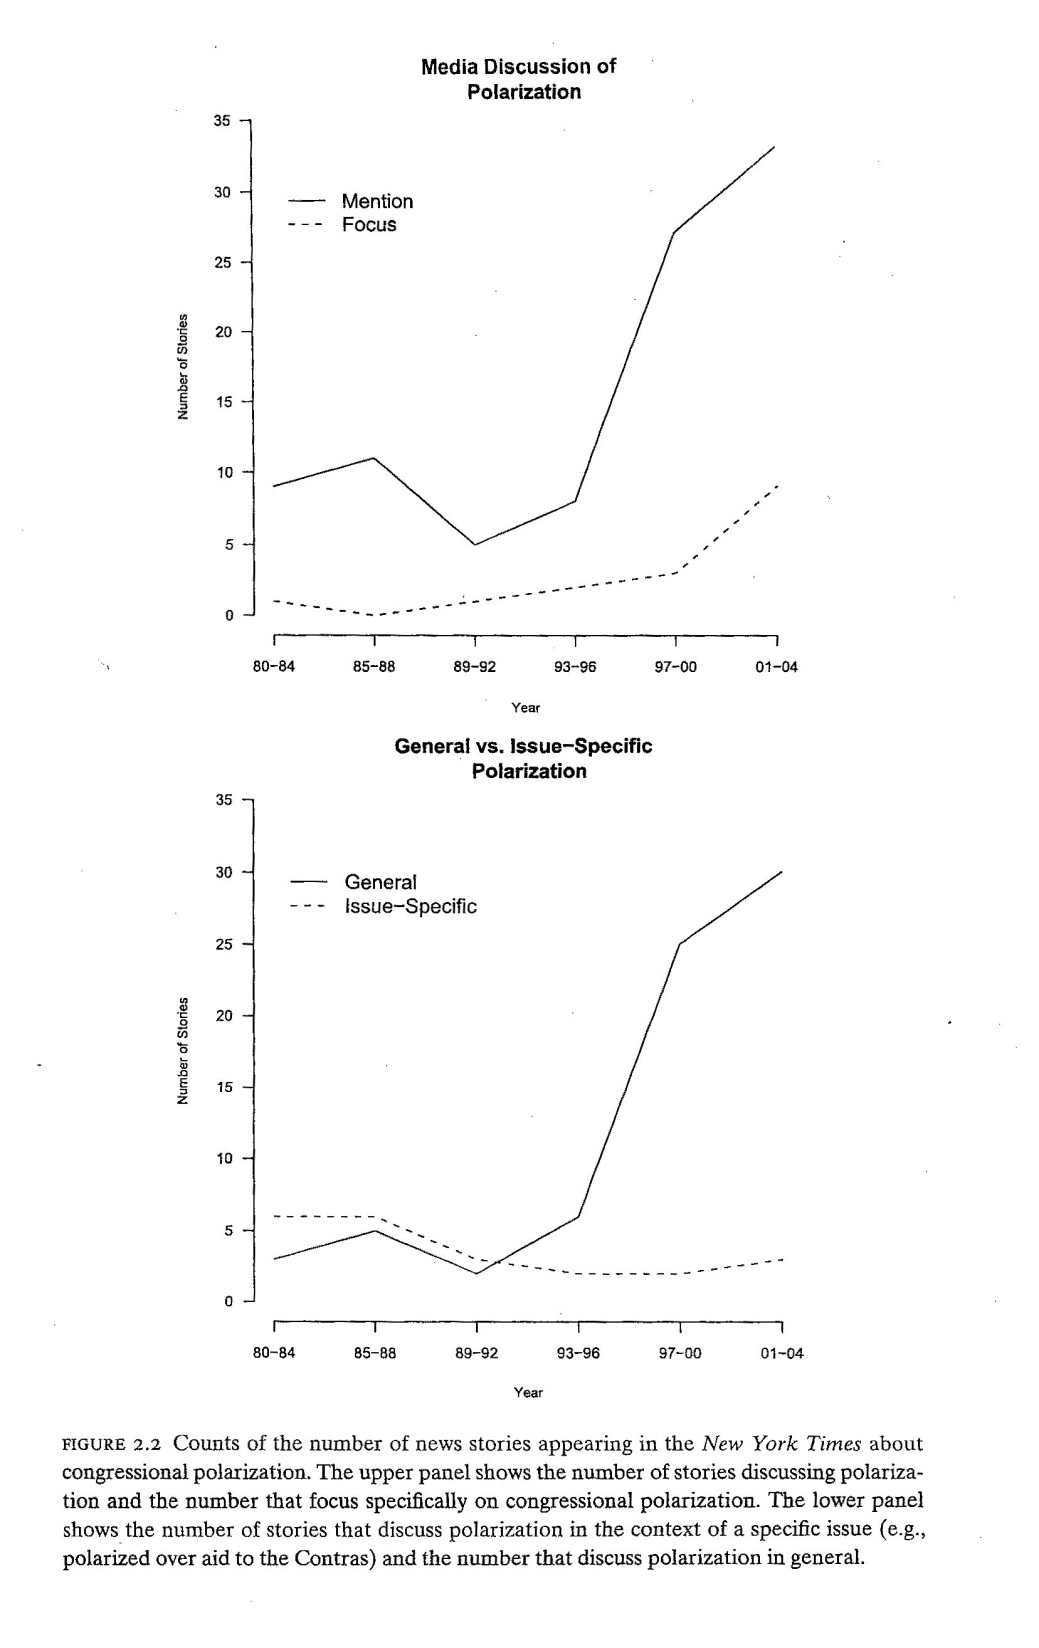 Media Discussion of
Polarization
35
30
25
20
15
10
5
0
Number of Stories
Mention
Focus
80–84 85–88 89–92 93–96 97–00 01–04
Year
General vs. Issue–Specific
Polarization
35
30
25
20
15
10
5
0
Number of Stories
General
Issue–Specific
80–84 85–88 89–92 93–96 97–00 01–04
Year
FIGURE 2.2 Counts of the number of news stories appearing in the New York Times about
congressional polarization. The upper panel shows the number of stories discussing polariza-
tion and the number that focus specifically on congressional polarization. The lower panel
shows the number of stories that discuss polarization in the context of a specific issue (e.g.,
polarized over aid to the Contras) and the number that discuss polarization in general.